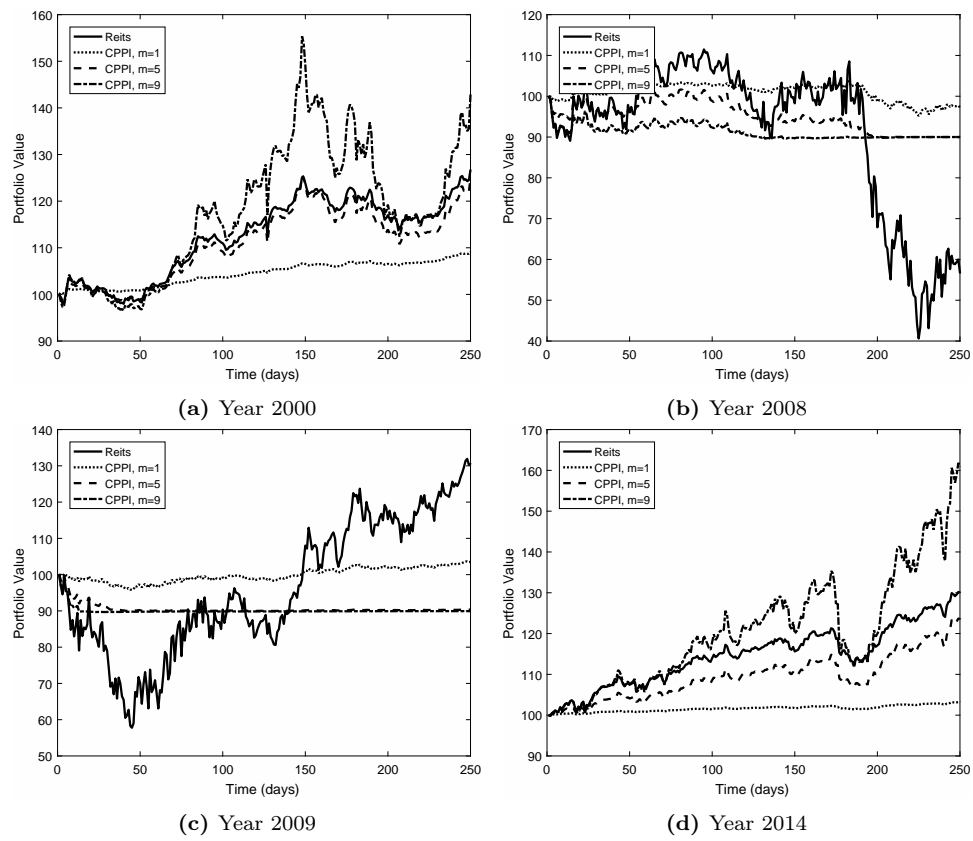 160
150
140
130
120
110
100
90
0 50 100 150 200 250
Portfolio Value
Time (days)
Reits
CPPI, m=1
CPPI, m=5
CPPI, m=9
(a) Year 2000
120
110
100
90
80
70
60
50
40
0 50 100 150 200 250
Portfolio Value
Time (days)
Reits
CPPI, m=1
CPPI, m=5
CPPI, m=9
(b) Year 2008
140
130
120
110
100
90
80
70
60
50
0 50 100 150 200 250
Portfolio Value
Time (days)
Reits
CPPI, m=1
CPPI, m=5
CPPI, m=9
(c) Year 2009
170
160
150
140
130
120
110
100
90
0 50 100 150 200 250
Portfolio Value
Time (days)
Reits
CPPI, m=1
CPPI, m=5
CPPI, m=9
(d) Year 2014